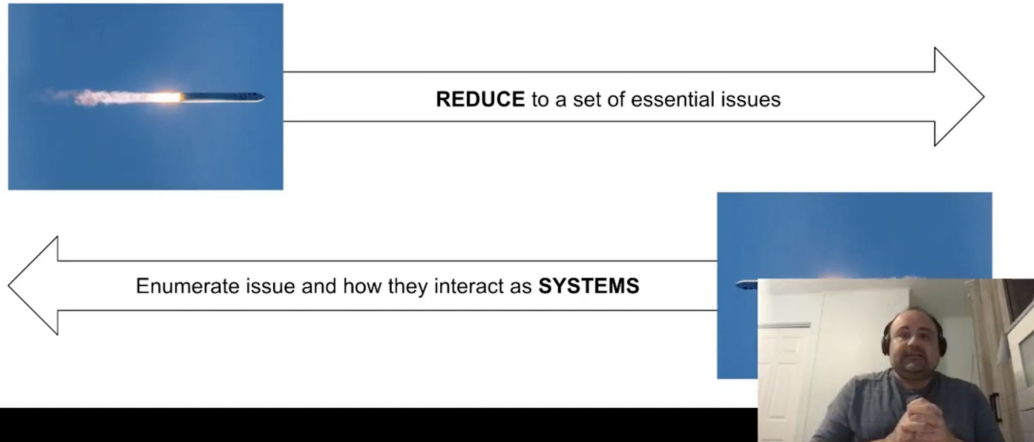 REDUCE to a set of essential issues
Enumerate issue and how they interact as SYSTEMS